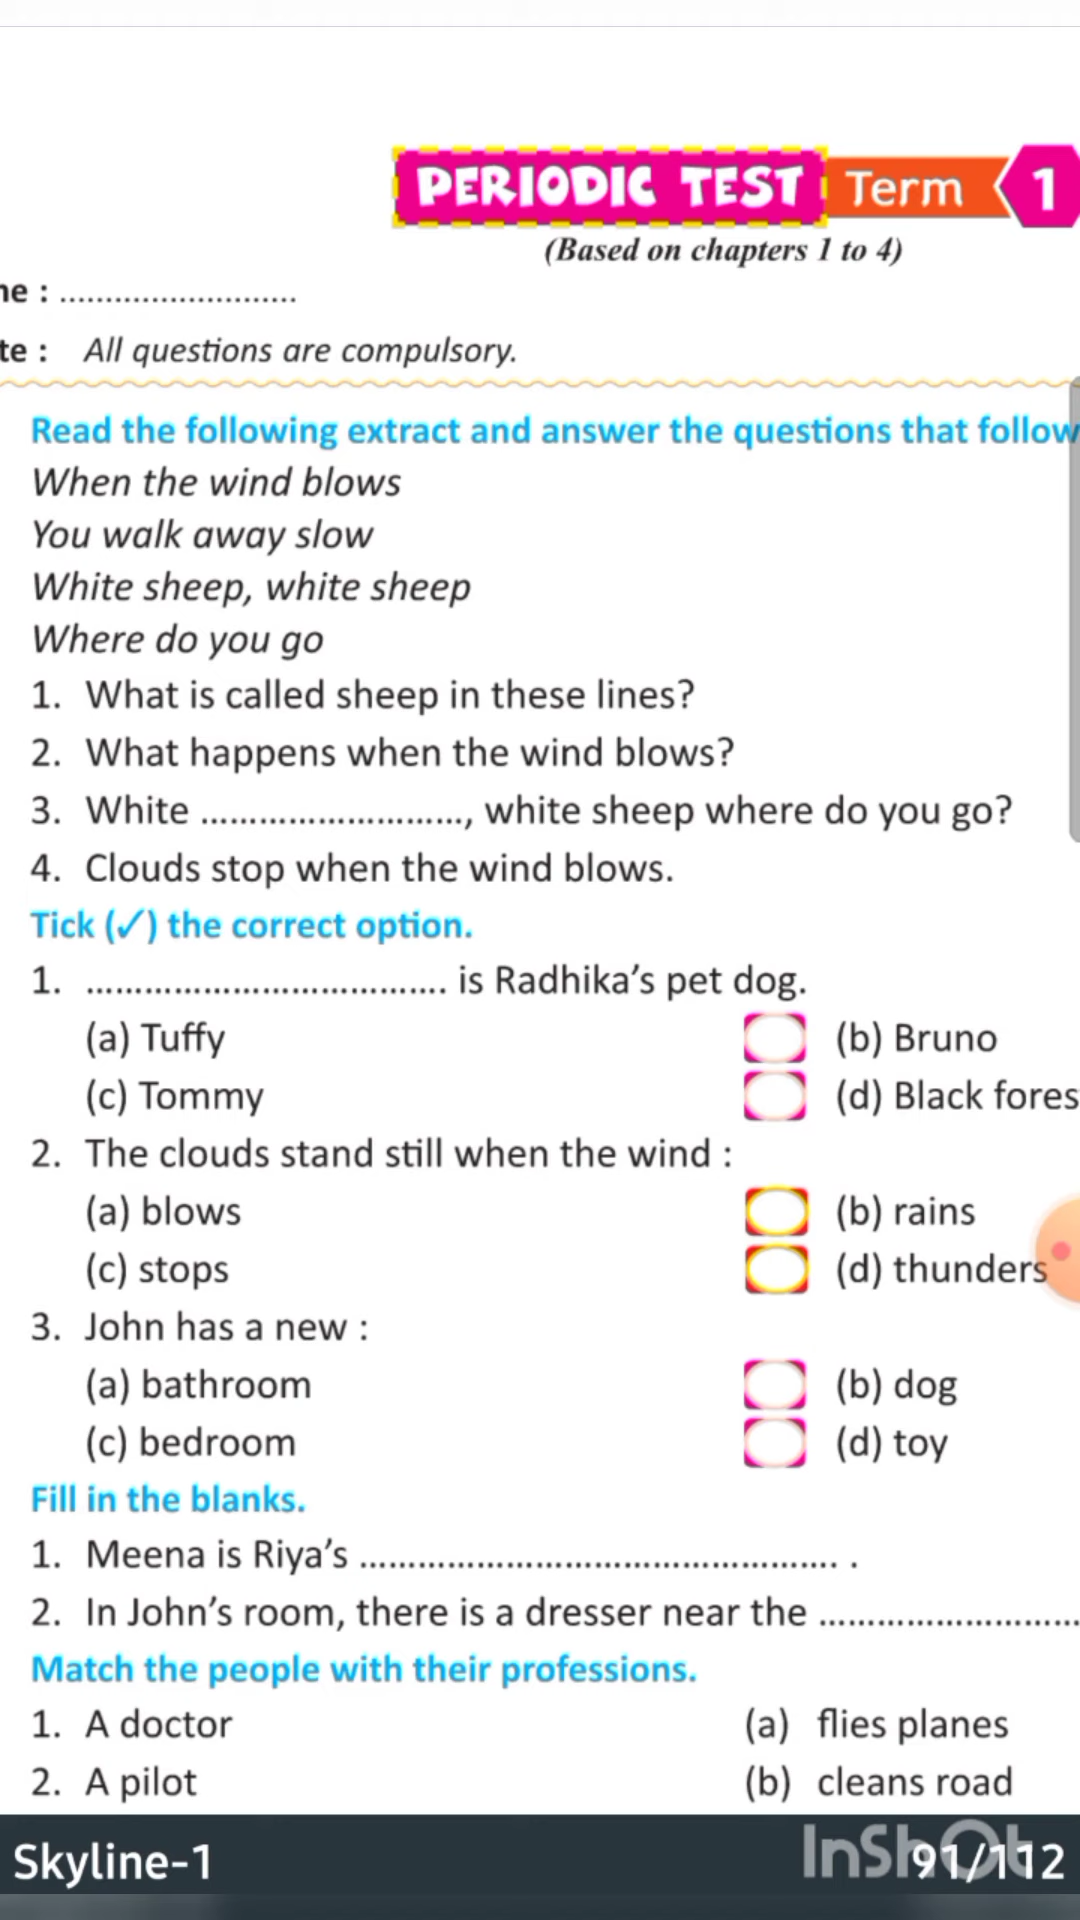 PERIODIC TEST Term 1
(Based on chapters 1 to 4)
ne : ..........................
te : All questions are compulsory.
Read the following extract and answer the questions that follow
When the wind blows
You walk away slow
White sheep, white sheep
Where do you go
1. What is called sheep in these lines?
2. What happens when the wind blows?
3. White .........................., white sheep where do you go?
4. Clouds stop when the wind blows.
Tick (✓) the correct option.
1. ..................................... is Radhika's pet dog.
(a) Tuffy (b) Bruno
(c) Tommy (d) Black fores
2. The clouds stand still when the wind :
(a) blows (b) rains
(c) stops (d) thunders
3. John has a new :
(a) bathroom (b) dog
(c) bedroom (d) toy
Fill in the blanks.
1. Meena is Riya's ................................................. .
2. In John's room, there is a dresser near the ...........................
Match the people with their professions.
1. A doctor (a) flies planes
2. A pilot (b) cleans road
Skyline-1 InShOt 91/112